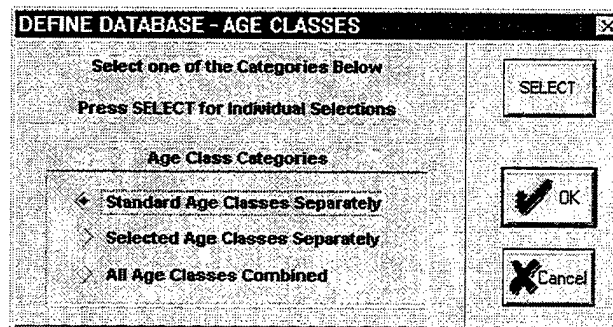 DEFINE DATABASE - AGE CLASSES
Select one of the Categories Below
Press SELECT for Individual Selections
SELECT
Age Class Categories
Standard Age Classes Separately
Selected Age Classes Separately
All Age Classes Combined
OK
Cancel